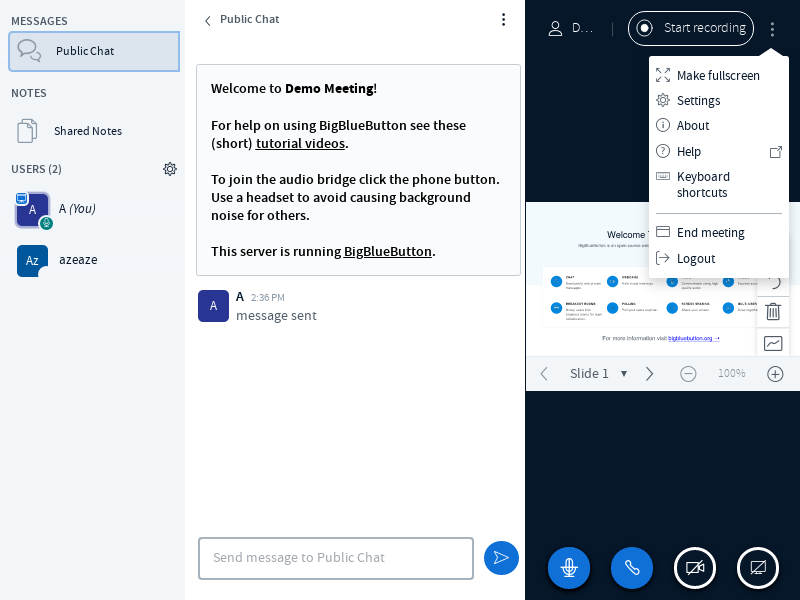 MESSAGES
Public Chat
NOTES
Shared Notes
USERS (2)
A
A (You)
Az
azeaze
Public Chat
Welcome to Demo Meeting!
For help on using BigBlueButton see these
(short) tutorial videos.
To join the audio bridge click the phone button.
Use a headset to avoid causing background
noise for others.
This server is running BigBlueButton.
A
A 2:36 PM
message sent
Send message to Public Chat
D…
Start recording
Make fullscreen
Settings
About
Help
Keyboard
shortcuts
End meeting
Logout
Welcome
For more information visit bigbluebutton.org
Slide 1
100%